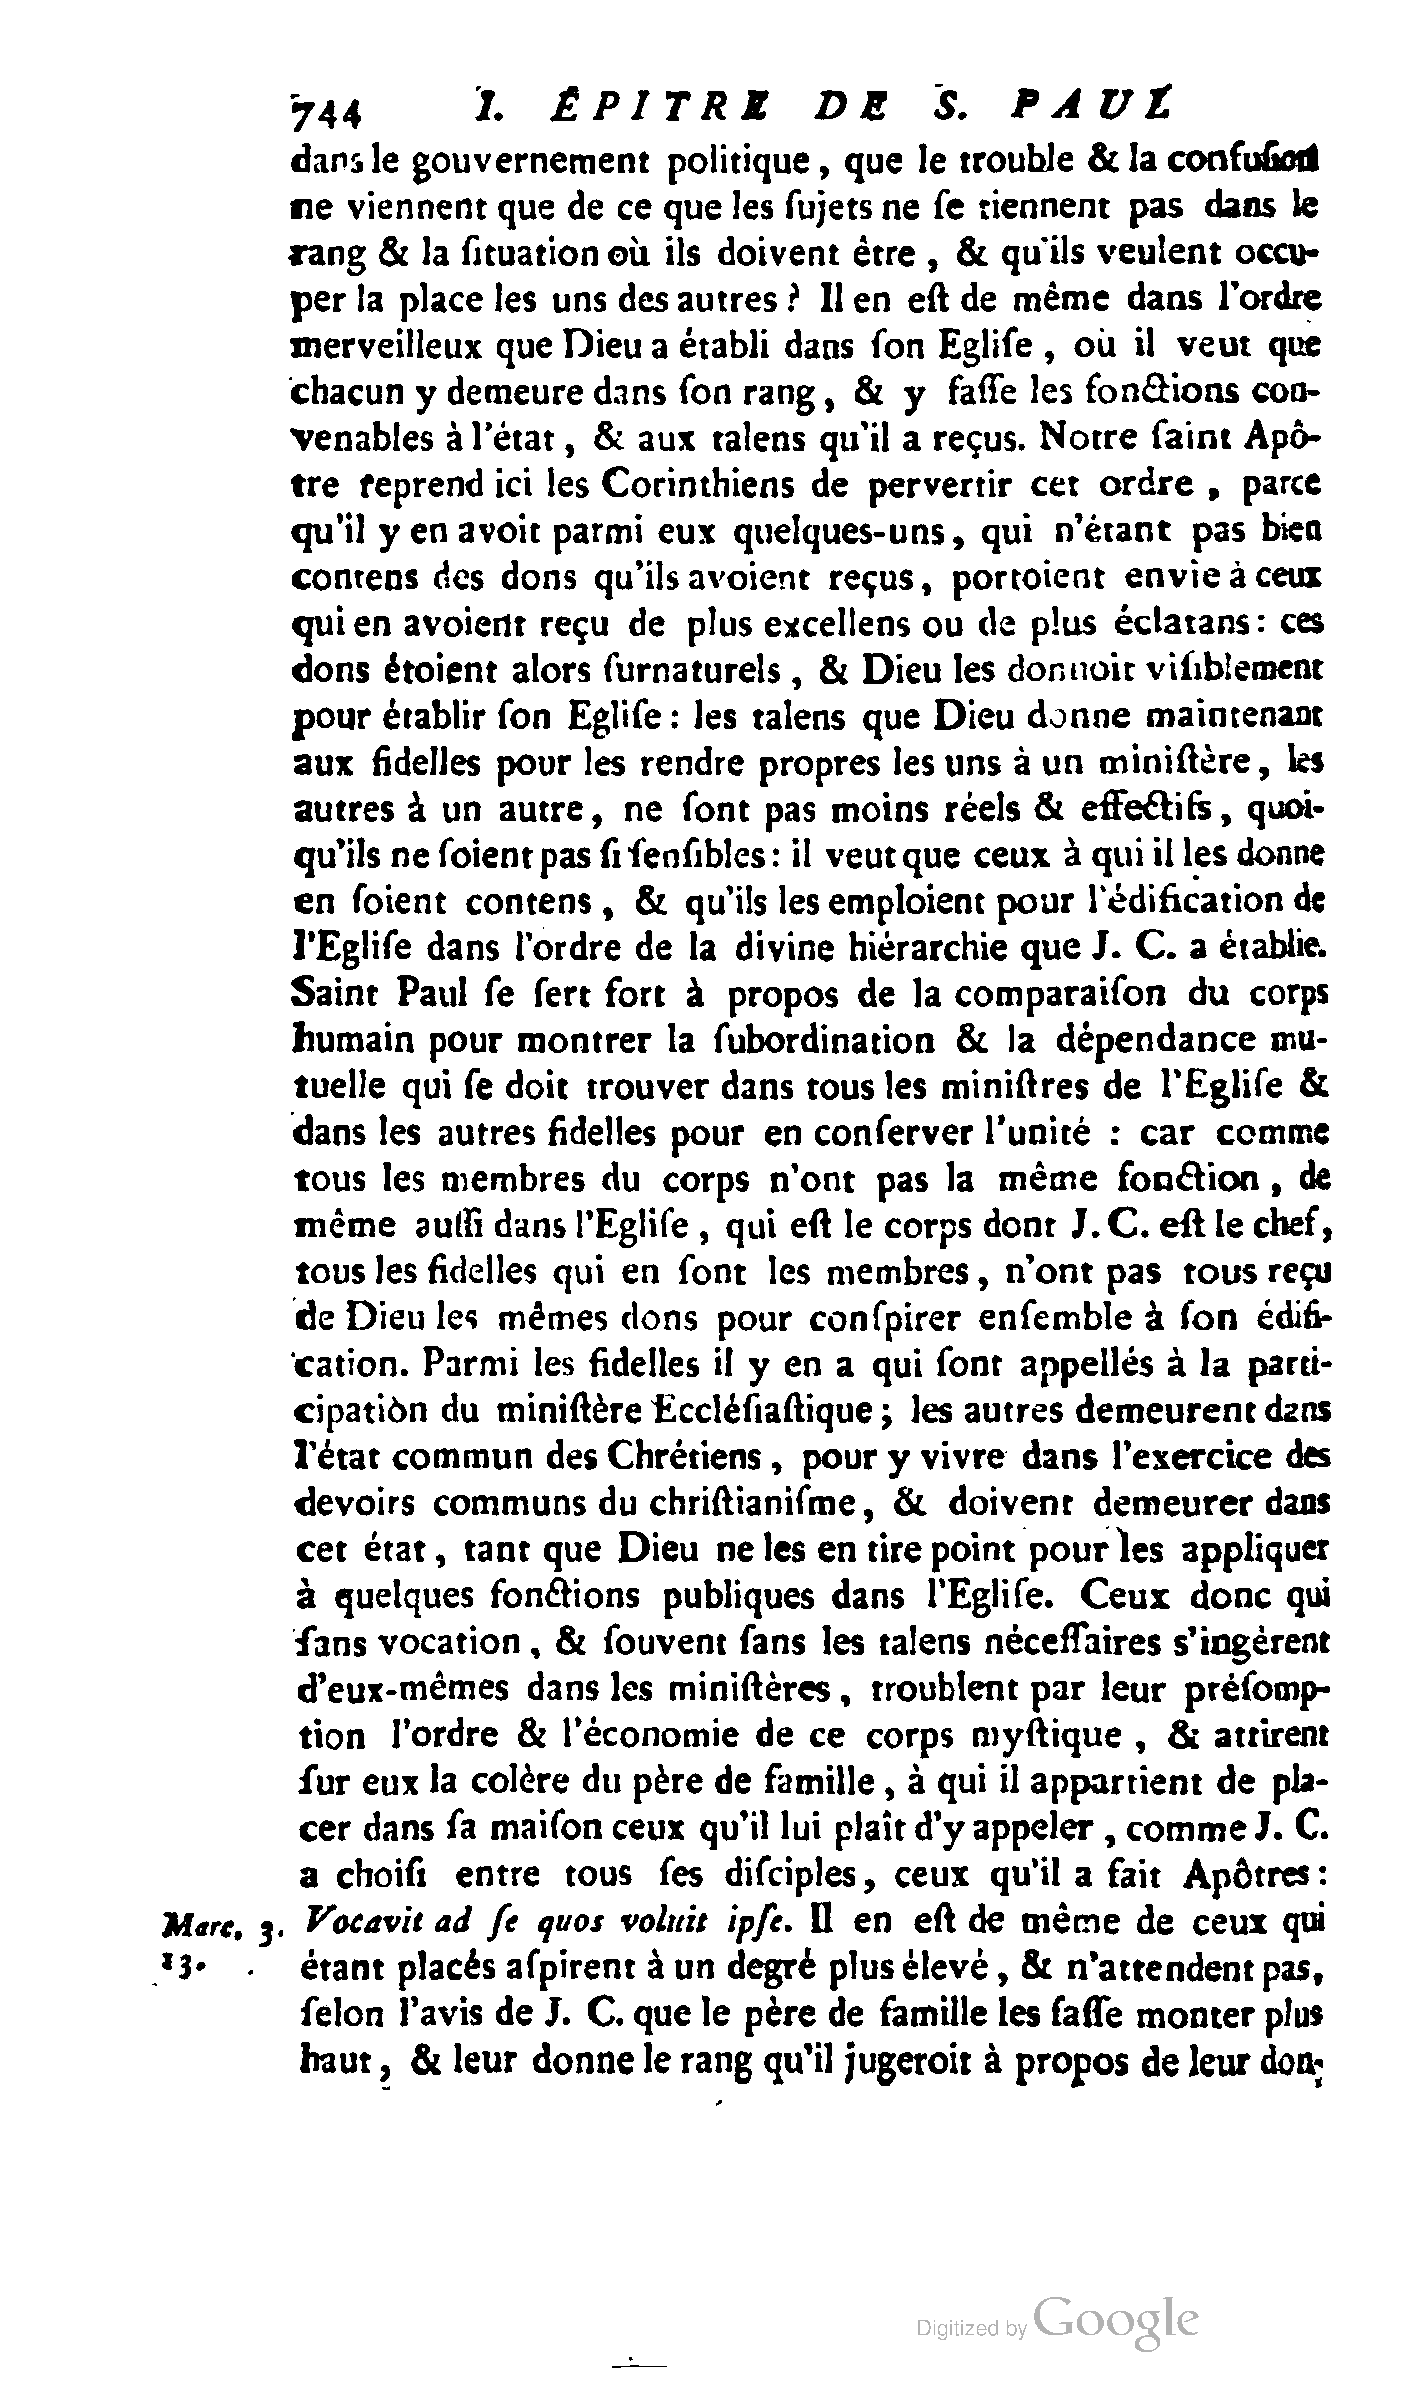 744 I. ÉPITRE DE S. PAUL
dans le gouvernement politique, que le trouble & la confuſion
ne viennent que de ce que les ſujets ne ſe tiennent pas dans le
rang & la ſituation où ils doivent être, & qu'ils veulent occu-
per la place les uns des autres? Il en eſt de même dans l'ordre
merveilleux que Dieu a établi dans ſon Egliſe, où il veut que
chacun y demeure dans ſon rang, & y faſſe les fonctions con-
venables à l'état, & aux talens qu'il a reçus. Notre ſaint Apô-
tre reprend ici les Corinthiens de pervertir cet ordre, parce
qu'il y en avoit parmi eux quelques-uns, qui n'étant pas bien
contens des dons qu'ils avoient reçus, portoient envie à ceux
qui en avoient reçu de plus excellens ou de plus éclatans: ces
dons étoient alors ſurnaturels, & Dieu les donnoit viſiblement
pour établir ſon Egliſe: les talens que Dieu donne maintenant
aux fidelles pour les rendre propres les uns à un miniſtère, les
autres à un autre, ne ſont pas moins réels & effectifs, quoi-
qu'ils ne ſoient pas ſi ſenſibles: il veut que ceux à qui il les donne
en ſoient contens, & qu'ils les emploient pour l'édification de
l'Egliſe dans l'ordre de la divine hiérarchie que J. C. a établie.
Saint Paul ſe ſert fort à propos de la comparaiſon du corps
humain pour montrer la ſubordination & la dépendance mu-
tuelle qui ſe doit trouver dans tous les miniſtres de l'Egliſe &
dans les autres fidelles pour en conſerver l'unité : car comme
tous les membres du corps n'ont pas la même fonction, de
même auſſi dans l'Egliſe, qui eſt le corps dont J. C. eſt le chef,
tous les fidelles qui en ſont les membres, n'ont pas tous reçu
de Dieu les mêmes dons pour conſpirer enſemble à ſon édifi-
cation. Parmi les fidelles il y en a qui ſont appellés à la parti-
cipation du miniſtère Eccléſiaſtique; les autres demeurent dans
l'état commun des Chrétiens, pour y vivre dans l'exercice des
devoirs communs du chriſtianiſme, & doivent demeurer dans
cet état, tant que Dieu ne les en tire point pour les appliquer
à quelques fonctions publiques dans l'Egliſe. Ceux donc qui
ſans vocation, & ſouvent ſans les talens néceſſaires s'ingèrent
d'eux-mêmes dans les miniſtères, troublent par leur préſomp-
tion l'ordre & l'économie de ce corps myſtique, & attirent
ſur eux la colère du père de famille, à qui il appartient de pla-
cer dans ſa maiſon ceux qu'il lui plaît d'y appeler, comme J. C.
a choiſi entre tous ſes diſciples, ceux qu'il a fait Apôtres:
Marc, 3. Vocavit ad ſe quos voluit ipſe. Il en eſt de même de ceux qui
13. étant placés aſpirent à un degré plus élevé, & n'attendent pas,
ſelon l'avis de J. C. que le père de famille les faſſe monter plus
haut, & leur donne le rang qu'il jugeroit à propos de leur don-
Digitized by Google